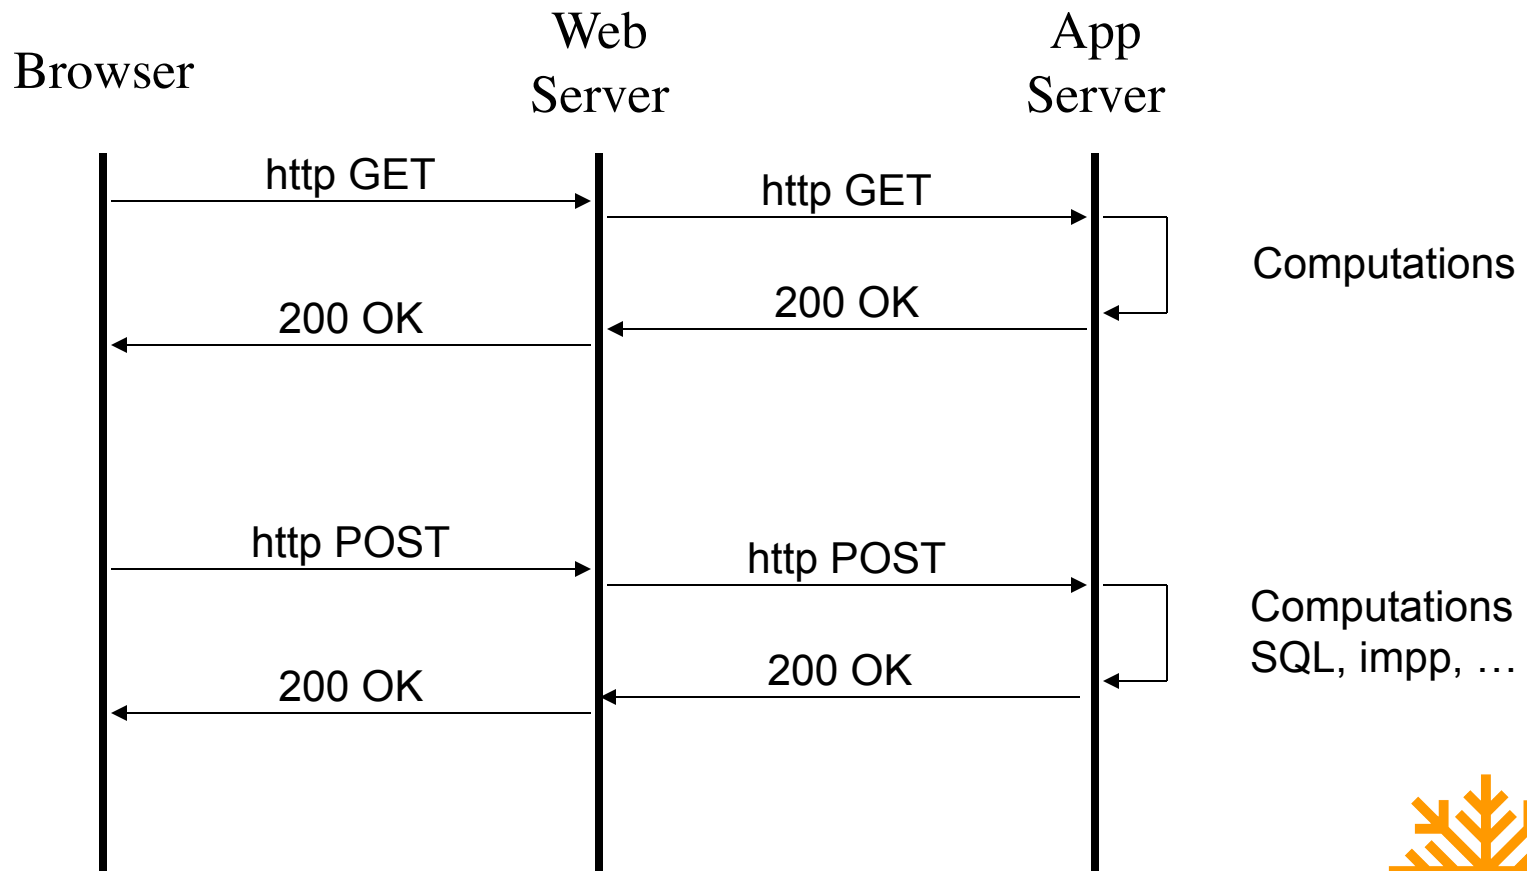 Browser
Web
Server
App
Server
http GET
http GET
Computations
200 OK
200 OK
http POST
http POST
Computations
SQL, impp, …
200 OK
200 OK